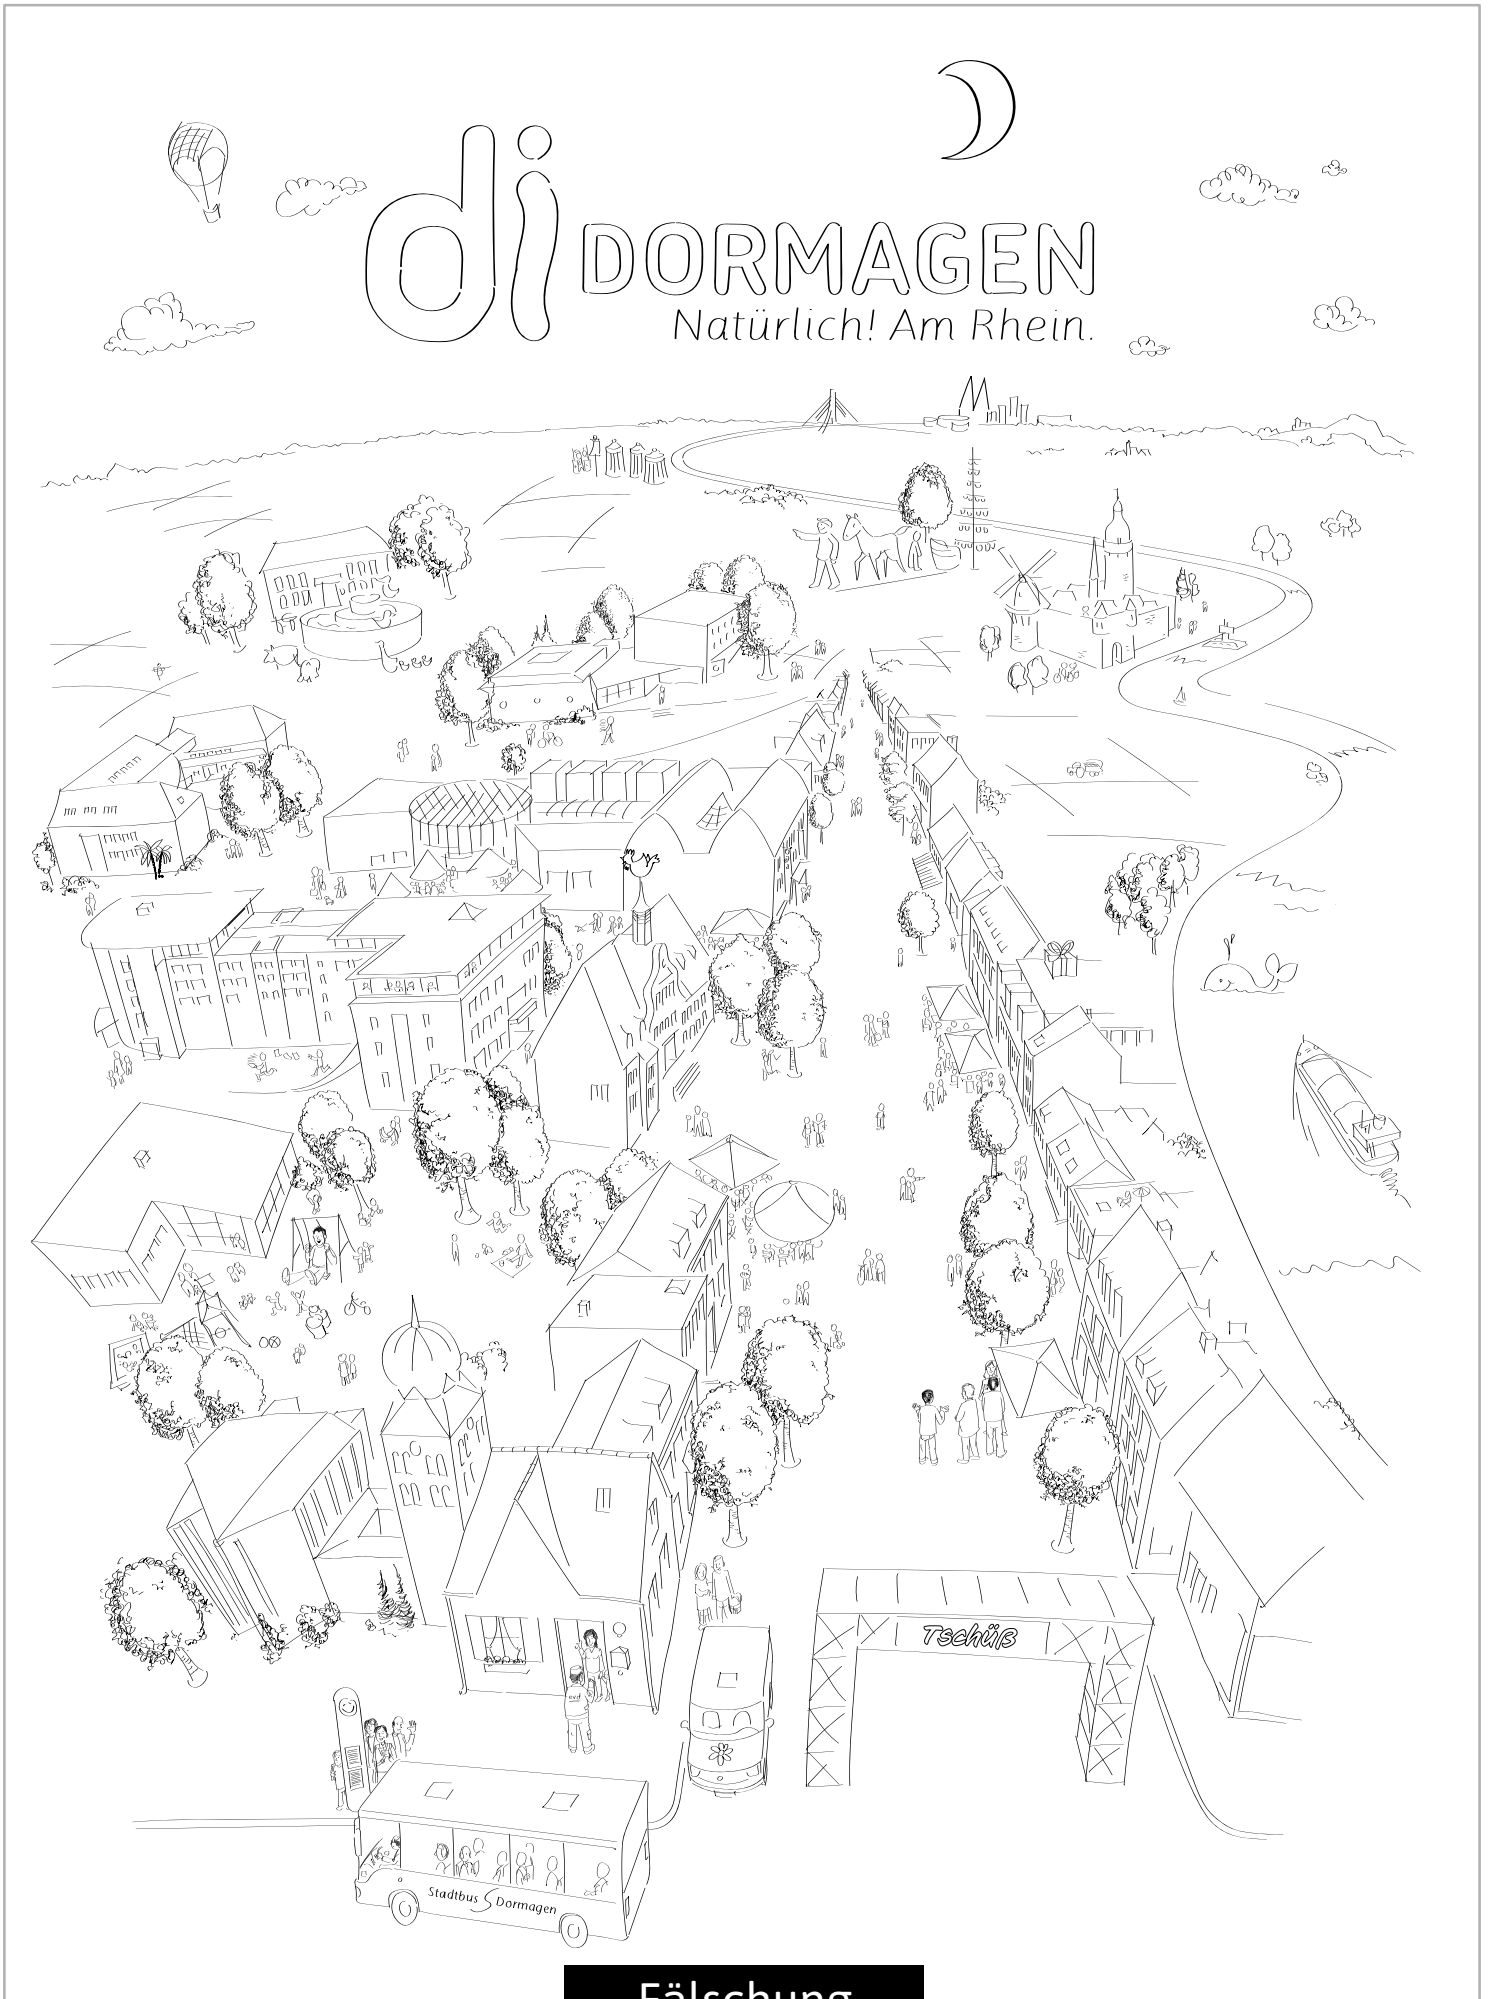 di DORMAGEN
Natürlich! Am Rhein.
Tschüß
Stadtbus Dormagen
Fälschung